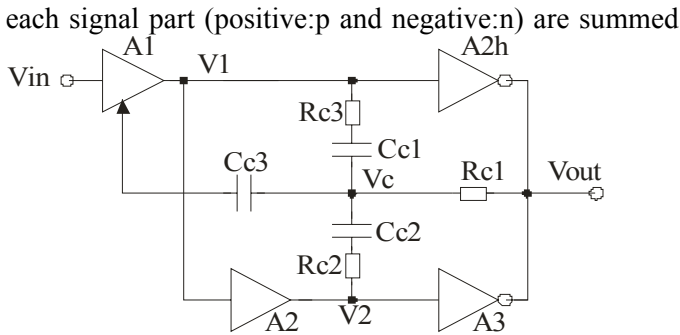 each signal part (positive:p and negative:n) are summed
A1
A2h
Vin
V1
Rc3
Cc1
Cc3
Vc
Rc1
Vout
Cc2
Rc2
A2
V2
A3